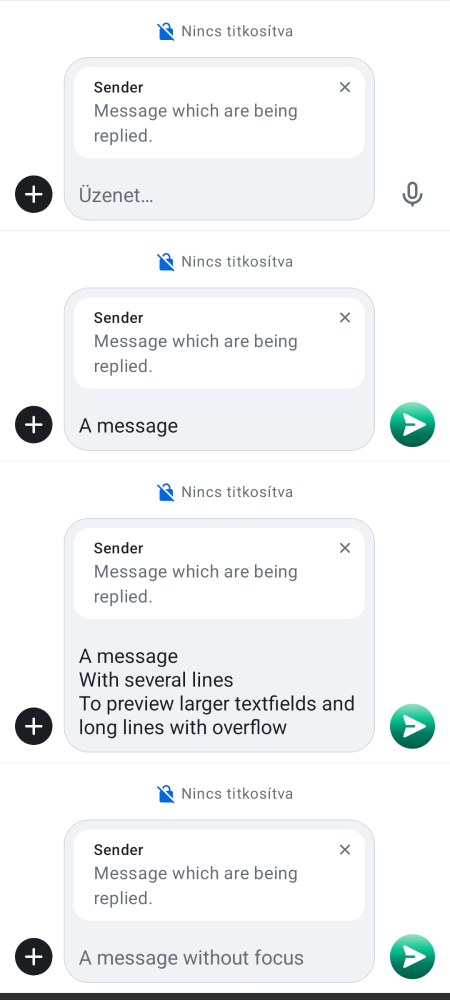 Nincs titkosítva
Sender
Message which are being
replied.
Üzenet…
Nincs titkosítva
Sender
Message which are being
replied.
A message
Nincs titkosítva
Sender
Message which are being
replied.
A message
With several lines
To preview larger textfields and
long lines with overflow
Nincs titkosítva
Sender
Message which are being
replied.
A message without focus